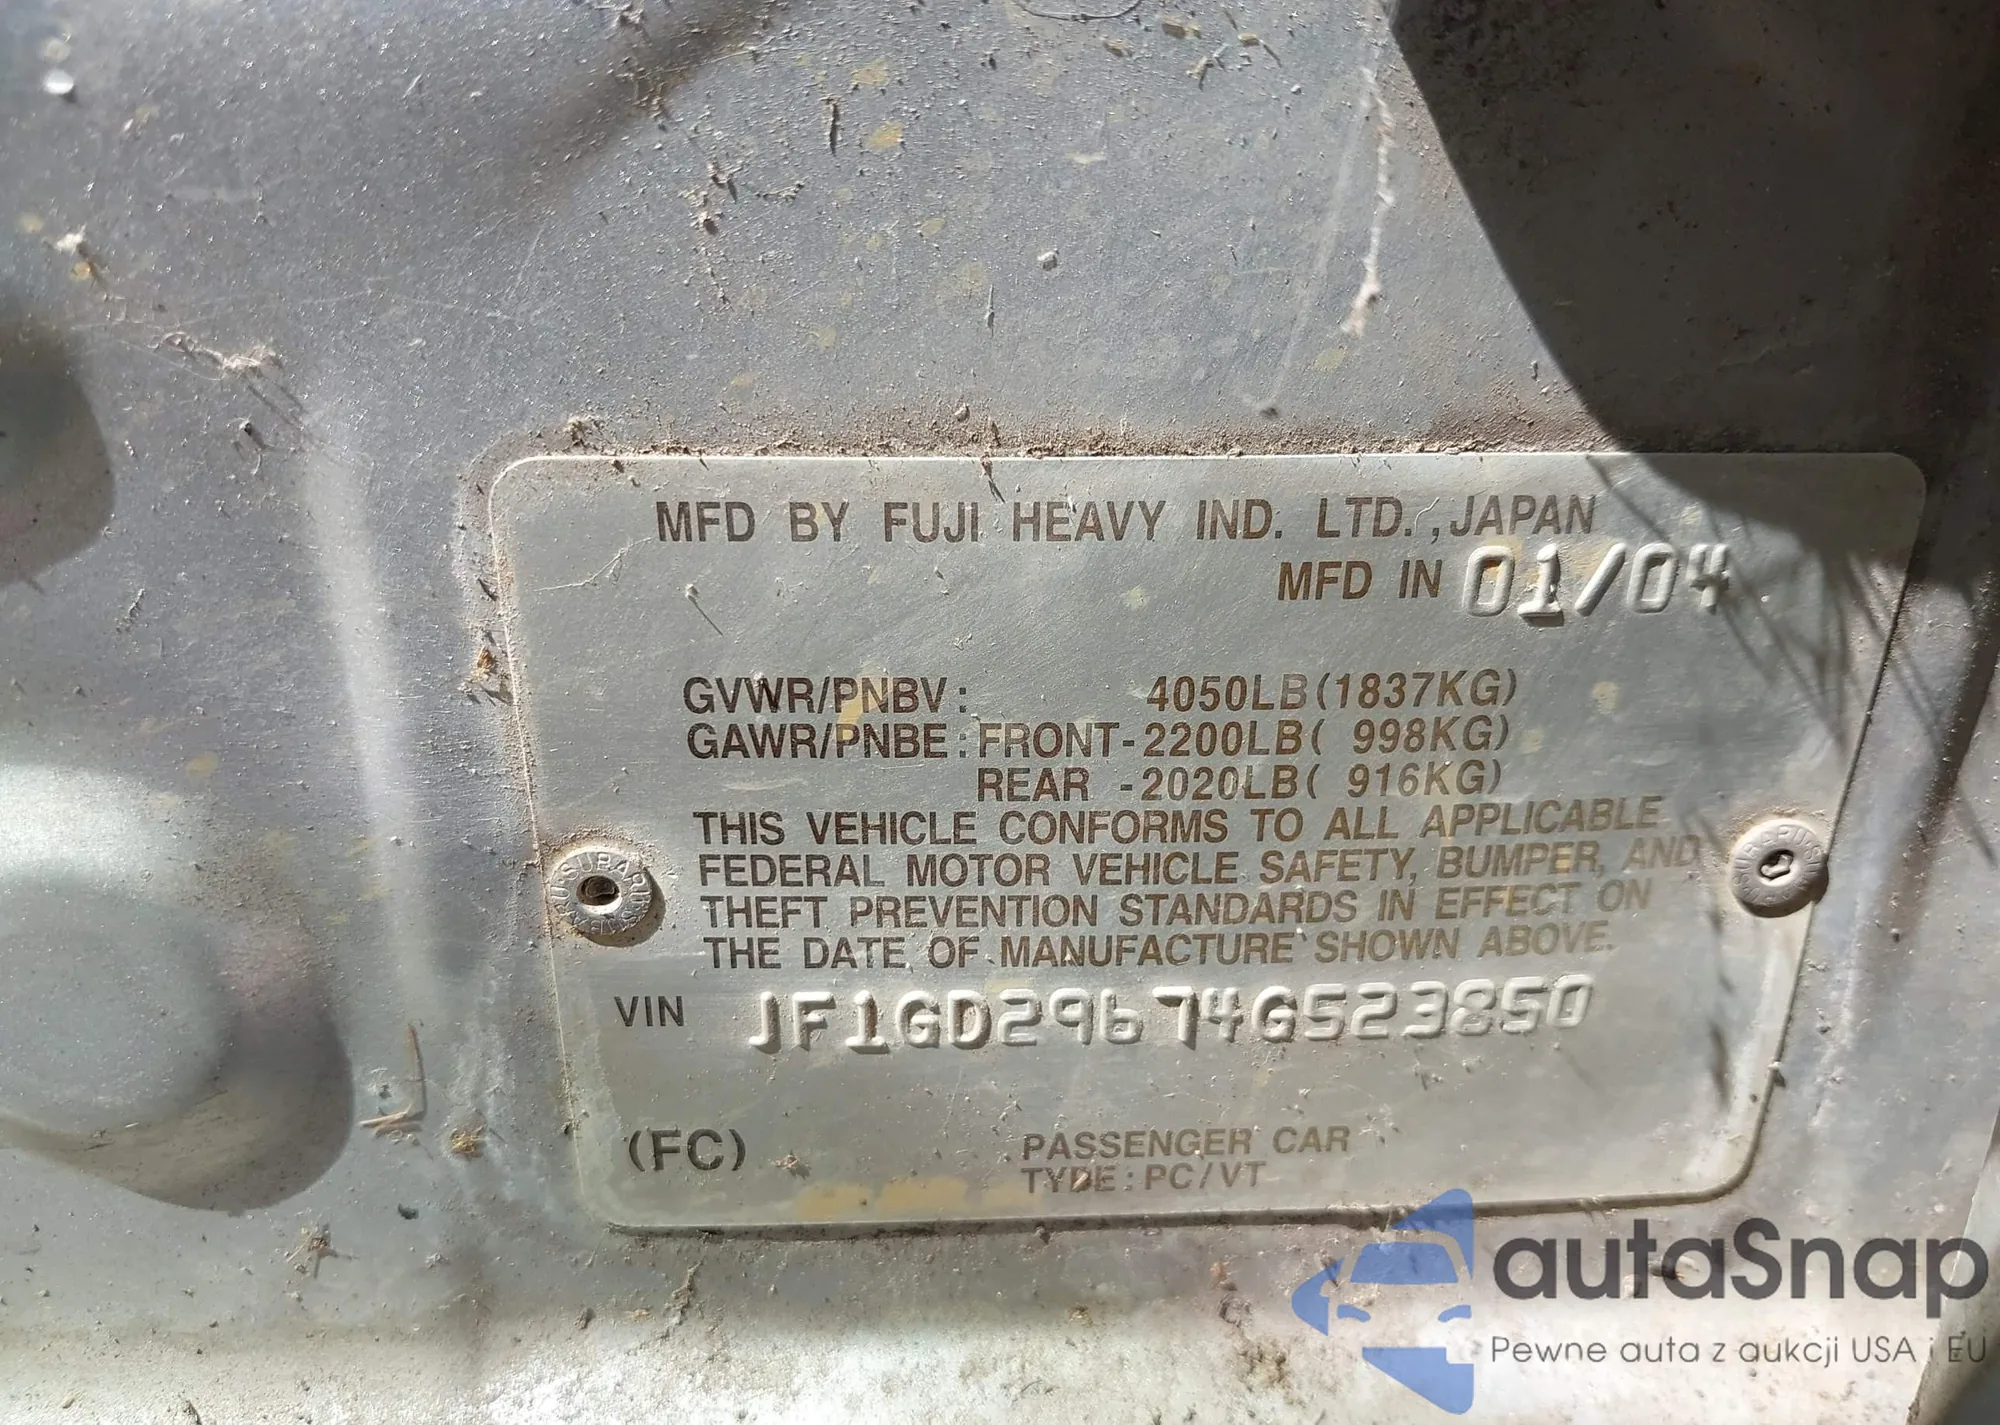 MFD BY FUJI HEAVY IND. LTD.,JAPAN
MFD IN 01/04
GVWR/PNBV: 4050LB(1837KG)
GAWR/PNBE:FRONT-2200LB( 998KG)
REAR -2020LB( 916KG)
THIS VEHICLE CONFORMS TO ALL APPLICABLE
FEDERAL MOTOR VEHICLE SAFETY, BUMPER, AND
THEFT PREVENTION STANDARDS IN EFFECT ON
THE DATE OF MANUFACTURE SHOWN ABOVE.
SUBARU
VIN JF1GD29674G523850
(FC) PASSENGER CAR
TYPE:PC/VT
autaSnap
Pewne auta z aukcji USA i EU